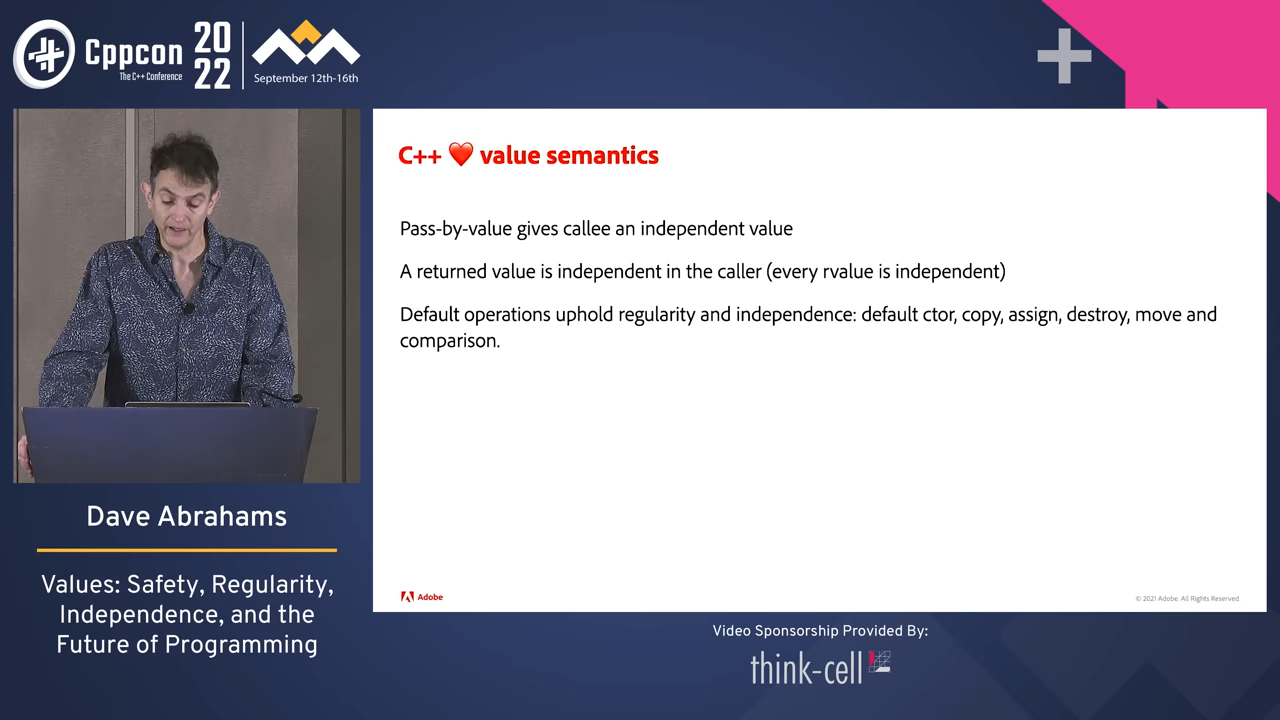 Cppcon
The C++ Conference
20
22
September 12th-16th
C++ ❤️ value semantics
Pass-by-value gives callee an independent value
A returned value is independent in the caller (every rvalue is independent)
Default operations uphold regularity and independence: default ctor, copy, assign, destroy, move and
comparison.
Adobe
© 2021 Adobe. All Rights Reserved.
Dave Abrahams
Values: Safety, Regularity,
Independence, and the
Future of Programming
Video Sponsorship Provided By:
think-cell